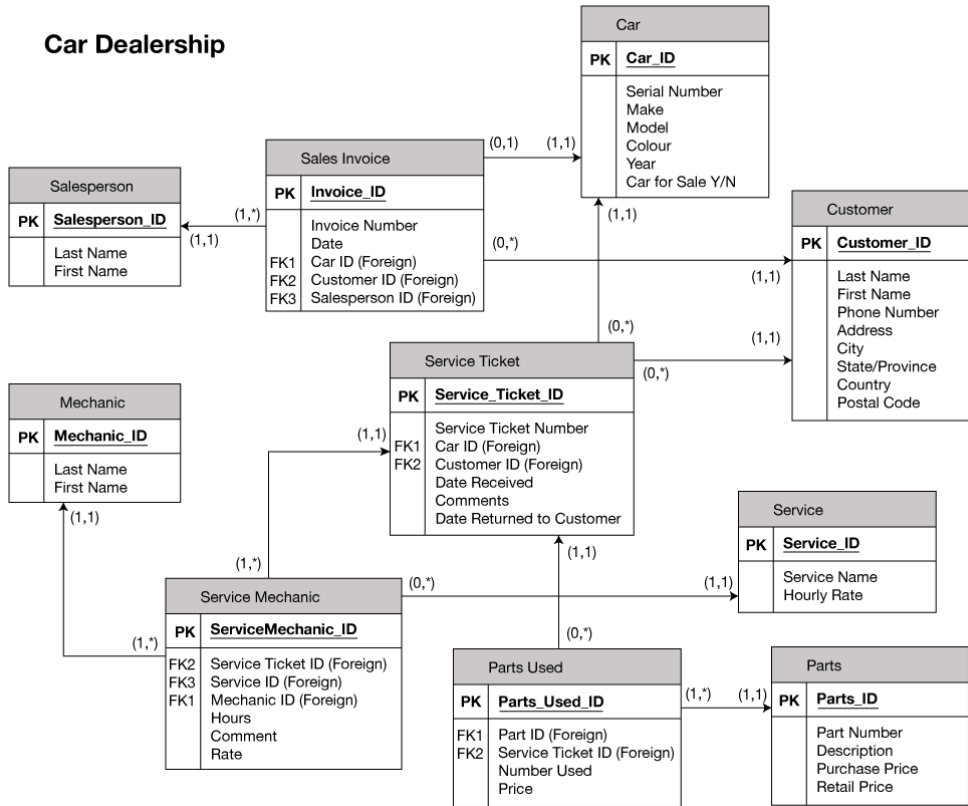 Car Dealership
Car
PK Car_ID
Serial Number
Make
Model
Colour
Year
Car for Sale Y/N
(0,1)
(1,1)
Sales Invoice
PK Invoice_ID
Invoice Number
Date
FK1 Car ID (Foreign)
FK2 Customer ID (Foreign)
FK3 Salesperson ID (Foreign)
Salesperson
PK Salesperson_ID
Last Name
First Name
(1,*)
(1,1)
(1,1)
(0,*)
(1,1)
Customer
PK Customer_ID
Last Name
First Name
Phone Number
Address
City
State/Province
Country
Postal Code
(0,*)
(1,1)
(0,*)
Service Ticket
PK Service_Ticket_ID
Service Ticket Number
FK1 Car ID (Foreign)
FK2 Customer ID (Foreign)
Date Received
Comments
Date Returned to Customer
Mechanic
PK Mechanic_ID
Last Name
First Name
(1,1)
(1,1)
(1,1)
(1,*)
(0,*)
(1,1)
Service
PK Service_ID
Service Name
Hourly Rate
Service Mechanic
PK ServiceMechanic_ID
FK2 Service Ticket ID (Foreign)
FK3 Service ID (Foreign)
FK1 Mechanic ID (Foreign)
Hours
Comment
Rate
(1,*)
(0,*)
Parts Used
PK Parts_Used_ID
FK1 Part ID (Foreign)
FK2 Service Ticket ID (Foreign)
Number Used
Price
(1,*)
(1,1)
Parts
PK Parts_ID
Part Number
Description
Purchase Price
Retail Price